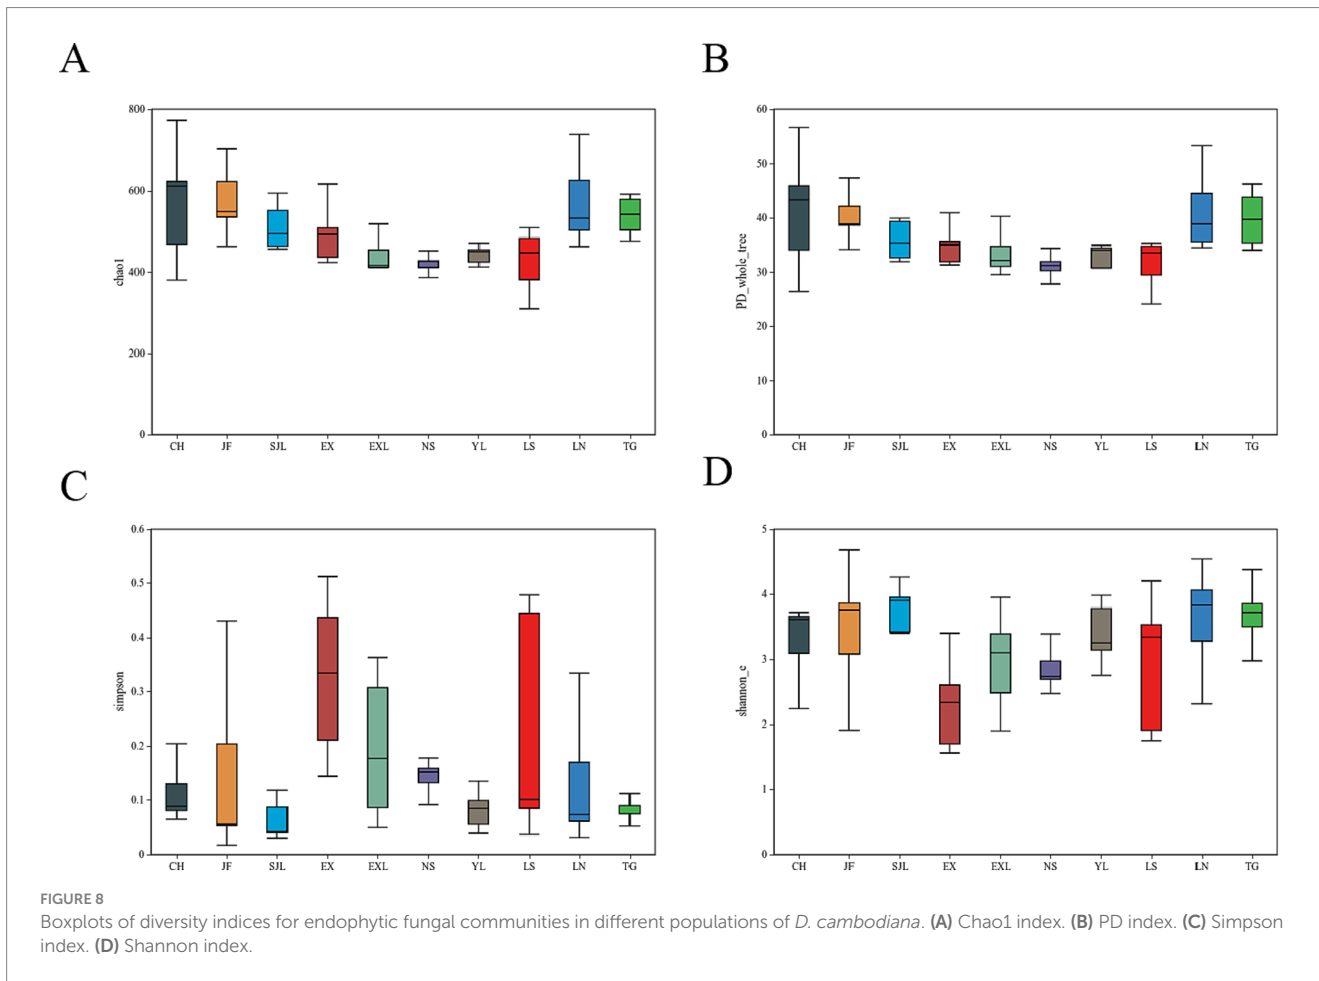 A
B
800
600
400
200
0
chao1
CH JF SJL EX EXL NS YL LS LN TG
60
50
40
30
20
10
0
PD_whole_tree
CH JF SJL EX EXL NS YL LS LN TG
C
D
0.6
0.5
0.4
0.3
0.2
0.1
0
simpson
CH JF SJL EX EXL NS YL LS LN TG
5
4
3
2
1
0
shannon_e
CH JF SJL EX EXL NS YL LS LN TG
FIGURE 8
Boxplots of diversity indices for endophytic fungal communities in different populations of D. cambodiana. (A) Chao1 index. (B) PD index. (C) Simpson
index. (D) Shannon index.